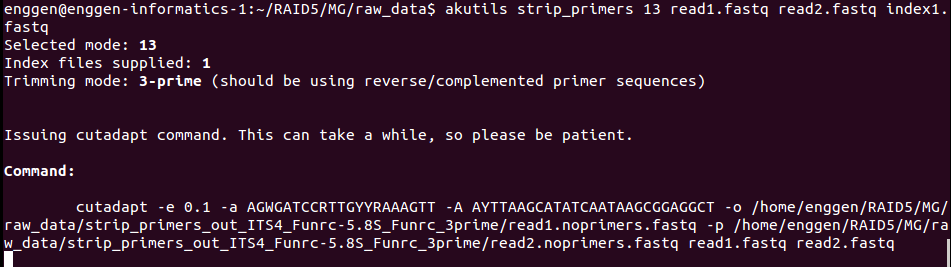 enggen@enggen-informatics-1:~/RAID5/MG/raw_data$ akutils strip_primers 13 read1.fastq read2.fastq index1.
fastq
Selected mode: 13
Index files supplied: 1
Trimming mode: 3-prime (should be using reverse/complemented primer sequences)
Issuing cutadapt command. This can take a while, so please be patient.
Command:
cutadapt -e 0.1 -a AGWGATCCRTTGYYRAAAGTT -A AYTTAAGCATATCAATAAGCGGAGGCT -o /home/enggen/RAID5/MG/
raw_data/strip_primers_out_ITS4_Funrc-5.8S_Funrc_3prime/read1.noprimers.fastq -p /home/enggen/RAID5/MG/ra
w_data/strip_primers_out_ITS4_Funrc-5.8S_Funrc_3prime/read2.noprimers.fastq read1.fastq read2.fastq